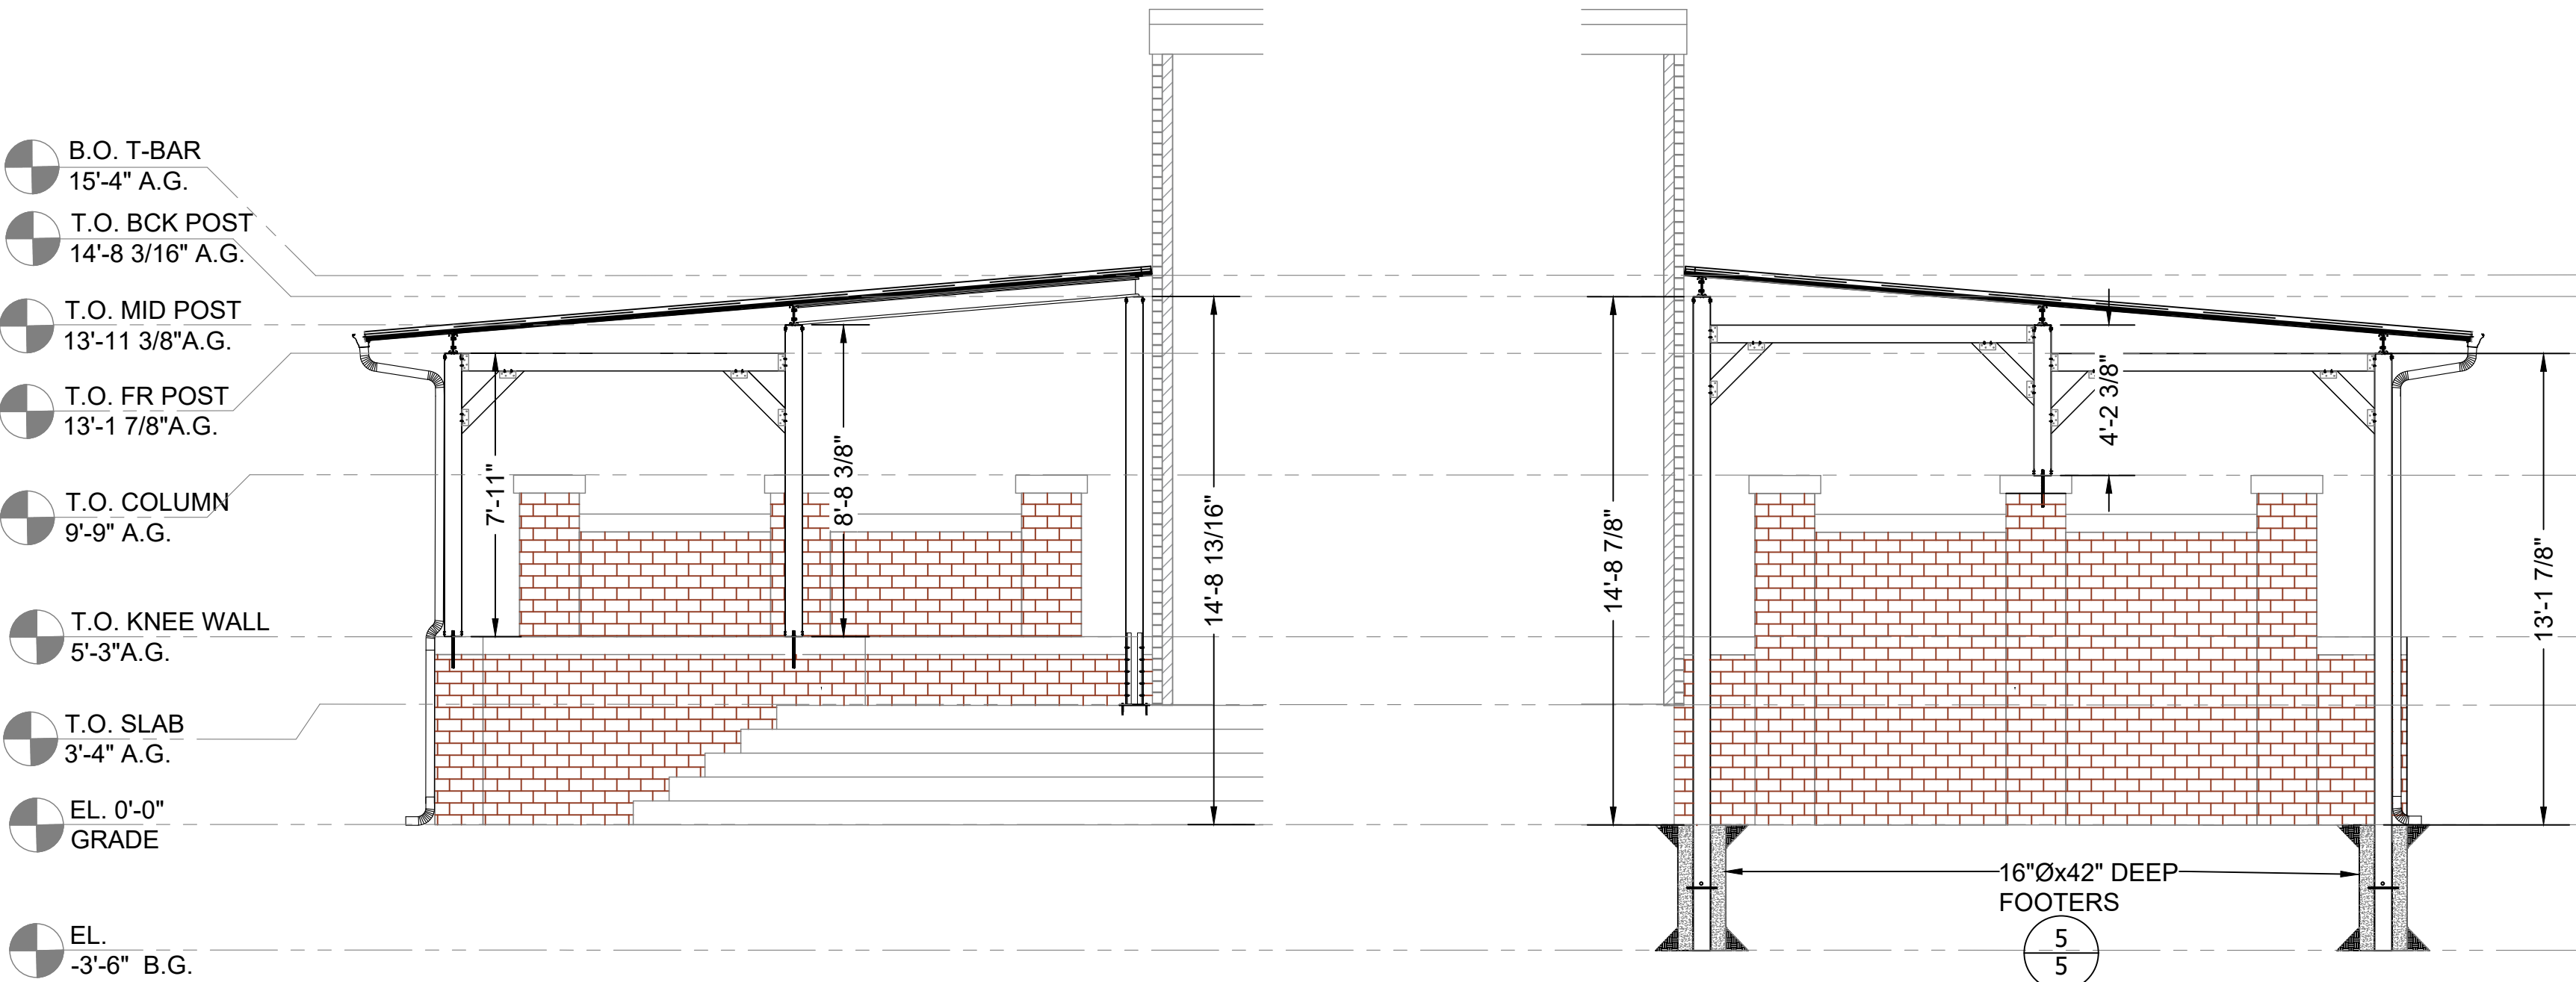 B.O. T-BAR
15'-4" A.G.
T.O. BCK POST
14'-8 3/16" A.G.
T.O. MID POST
13'-11 3/8"A.G.
T.O. FR POST
13'-1 7/8"A.G.
T.O. COLUMN
9'-9" A.G.
T.O. KNEE WALL
5'-3"A.G.
T.O. SLAB
3'-4" A.G.
EL. 0'-0"
GRADE
EL.
-3'-6" B.G.
7'-11"
8'-8 3/8"
14'-8 13/16"
14'-8 7/8"
4'-2 3/8"
13'-1 7/8"
16"Øx42" DEEP
FOOTERS
5
5